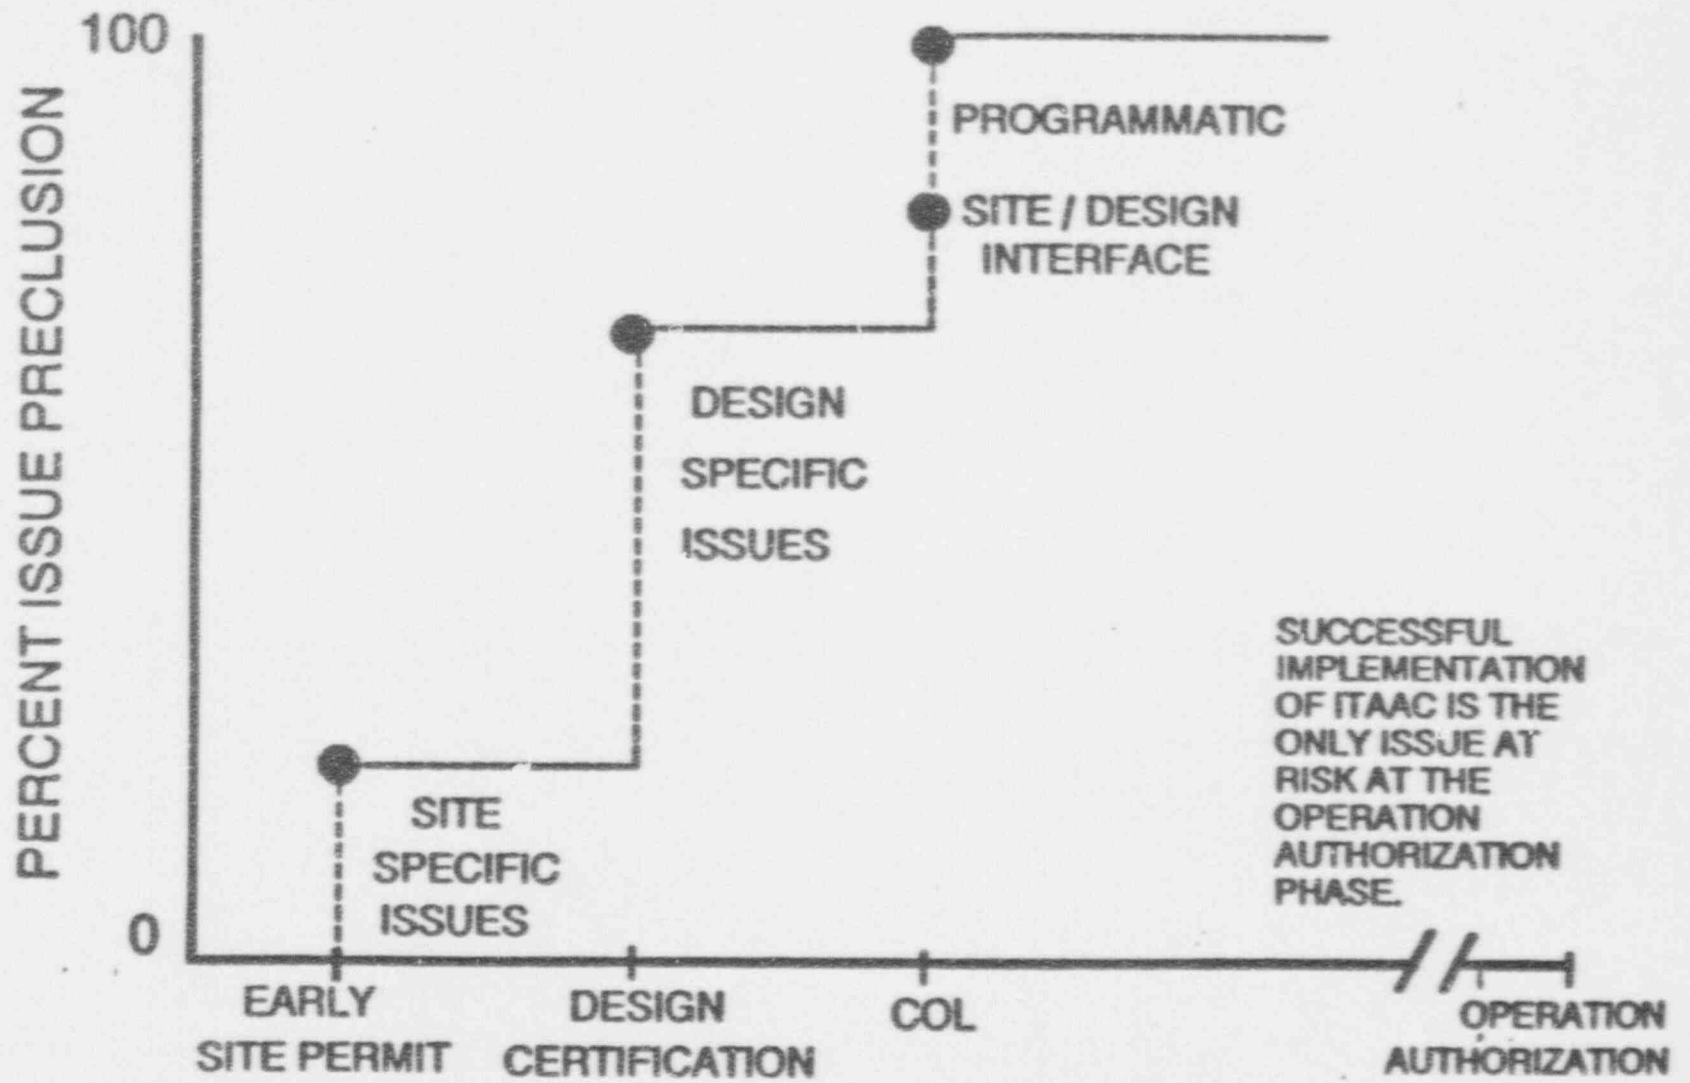 PERCENT ISSUE PRECLUSION
100
0
PROGRAMMATIC
SITE / DESIGN
INTERFACE
DESIGN
SPECIFIC
ISSUES
SITE
SPECIFIC
ISSUES
SUCCESSFUL
IMPLEMENTATION
OF ITAAC IS THE
ONLY ISSUE AT
RISK AT THE
OPERATION
AUTHORIZATION
PHASE.
EARLY
SITE PERMIT
DESIGN
CERTIFICATION
COL
OPERATION
AUTHORIZATION